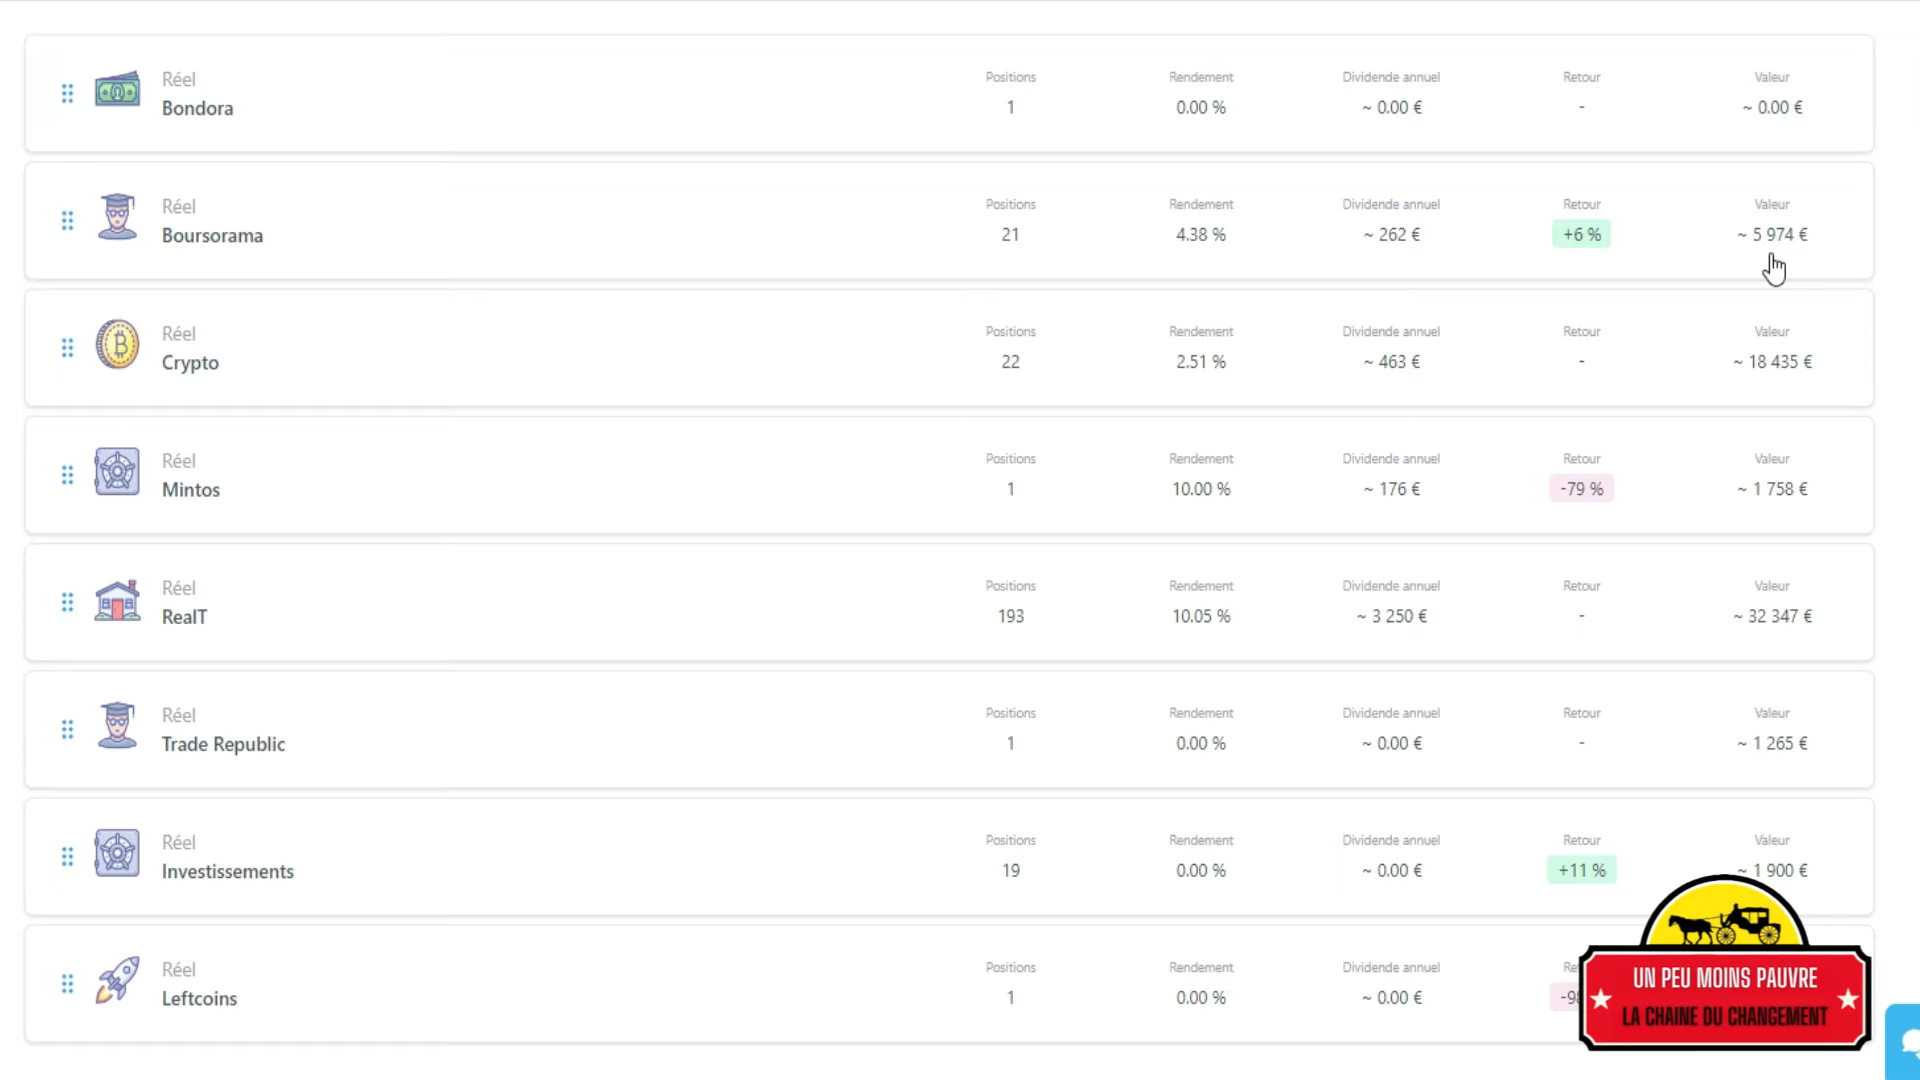 Réel
Bondora
Positions
1
Rendement
0.00 %
Dividende annuel
~ 0.00 €
Retour
-
Valeur
~ 0.00 €
Réel
Boursorama
Positions
21
Rendement
4.38 %
Dividende annuel
~ 262 €
Retour
+6 %
Valeur
~ 5 974 €
Réel
Crypto
Positions
22
Rendement
2.51 %
Dividende annuel
~ 463 €
Retour
-
Valeur
~ 18 435 €
Réel
Mintos
Positions
1
Rendement
10.00 %
Dividende annuel
~ 176 €
Retour
-79 %
Valeur
~ 1 758 €
Réel
RealT
Positions
193
Rendement
10.05 %
Dividende annuel
~ 3 250 €
Retour
-
Valeur
~ 32 347 €
Réel
Trade Republic
Positions
1
Rendement
0.00 %
Dividende annuel
~ 0.00 €
Retour
-
Valeur
~ 1 265 €
Réel
Investissements
Positions
19
Rendement
0.00 %
Dividende annuel
~ 0.00 €
Retour
+11 %
Valeur
~ 1 900 €
Réel
Leftcoins
Positions
1
Rendement
0.00 %
Dividende annuel
~ 0.00 €
UN PEU MOINS PAUVRE
LA CHAINE DU CHANGEMENT